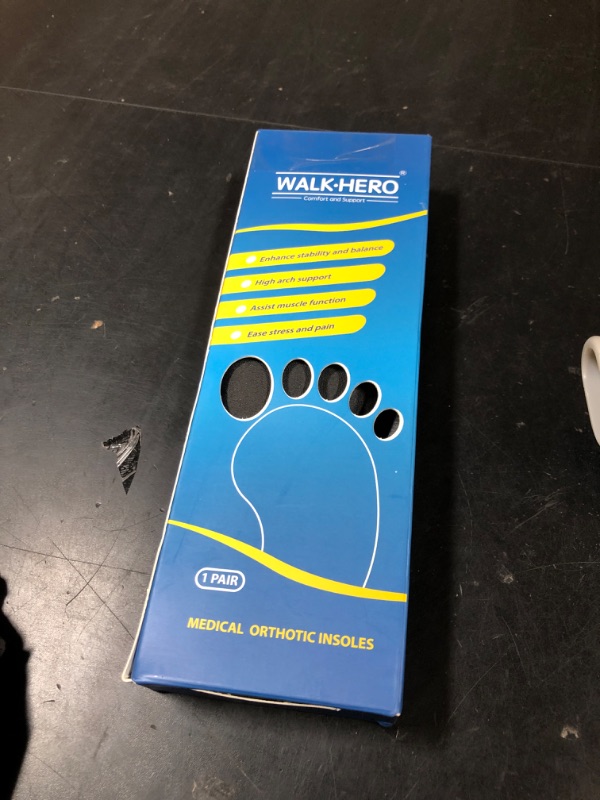 WALK·HERO®
Comfort and Support
Enhance stability and balance
High arch support
Assist muscle function
Ease stress and pain
1 PAIR
MEDICAL ORTHOTIC INSOLES